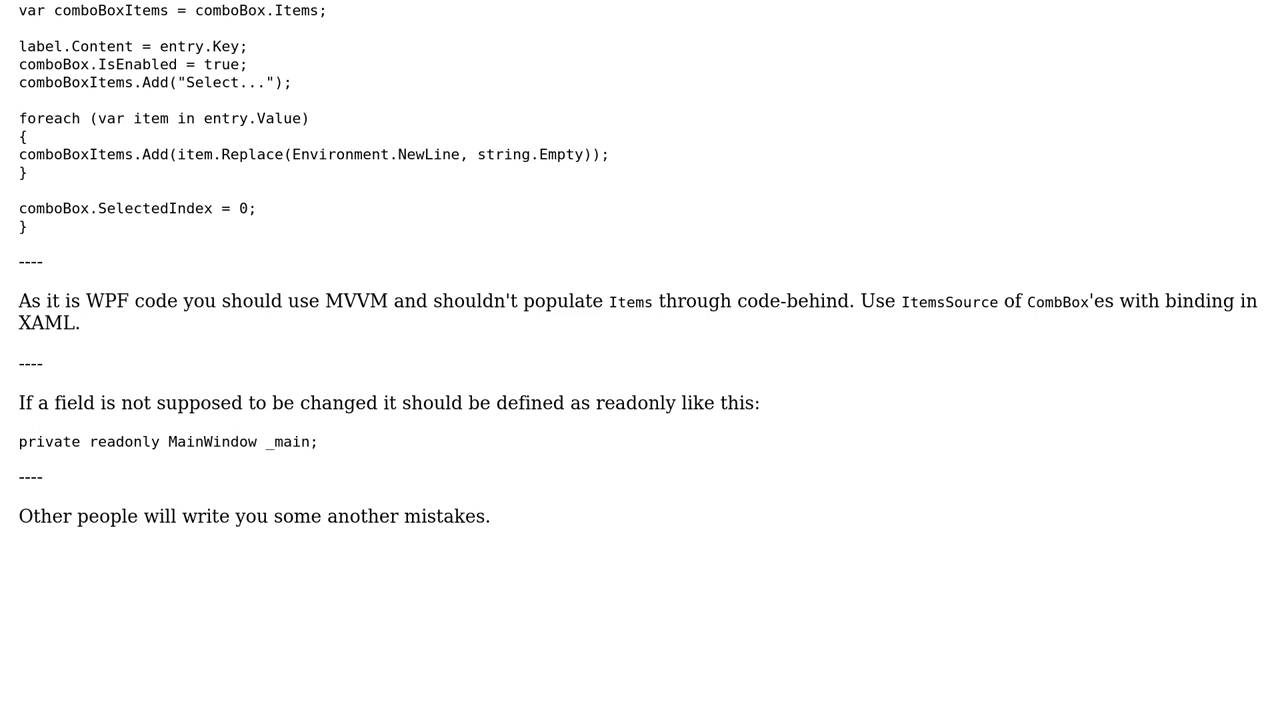 var comboBoxItems = comboBox.Items;
label.Content = entry.Key;
comboBox.IsEnabled = true;
comboBoxItems.Add("Select...");
foreach (var item in entry.Value)
{
comboBoxItems.Add(item.Replace(Environment.NewLine, string.Empty));
}
comboBox.SelectedIndex = 0;
}
----
As it is WPF code you should use MVVM and shouldn't populate Items through code-behind. Use ItemsSource of CombBox'es with binding in
XAML.
----
If a field is not supposed to be changed it should be defined as readonly like this:
private readonly MainWindow _main;
----
Other people will write you some another mistakes.